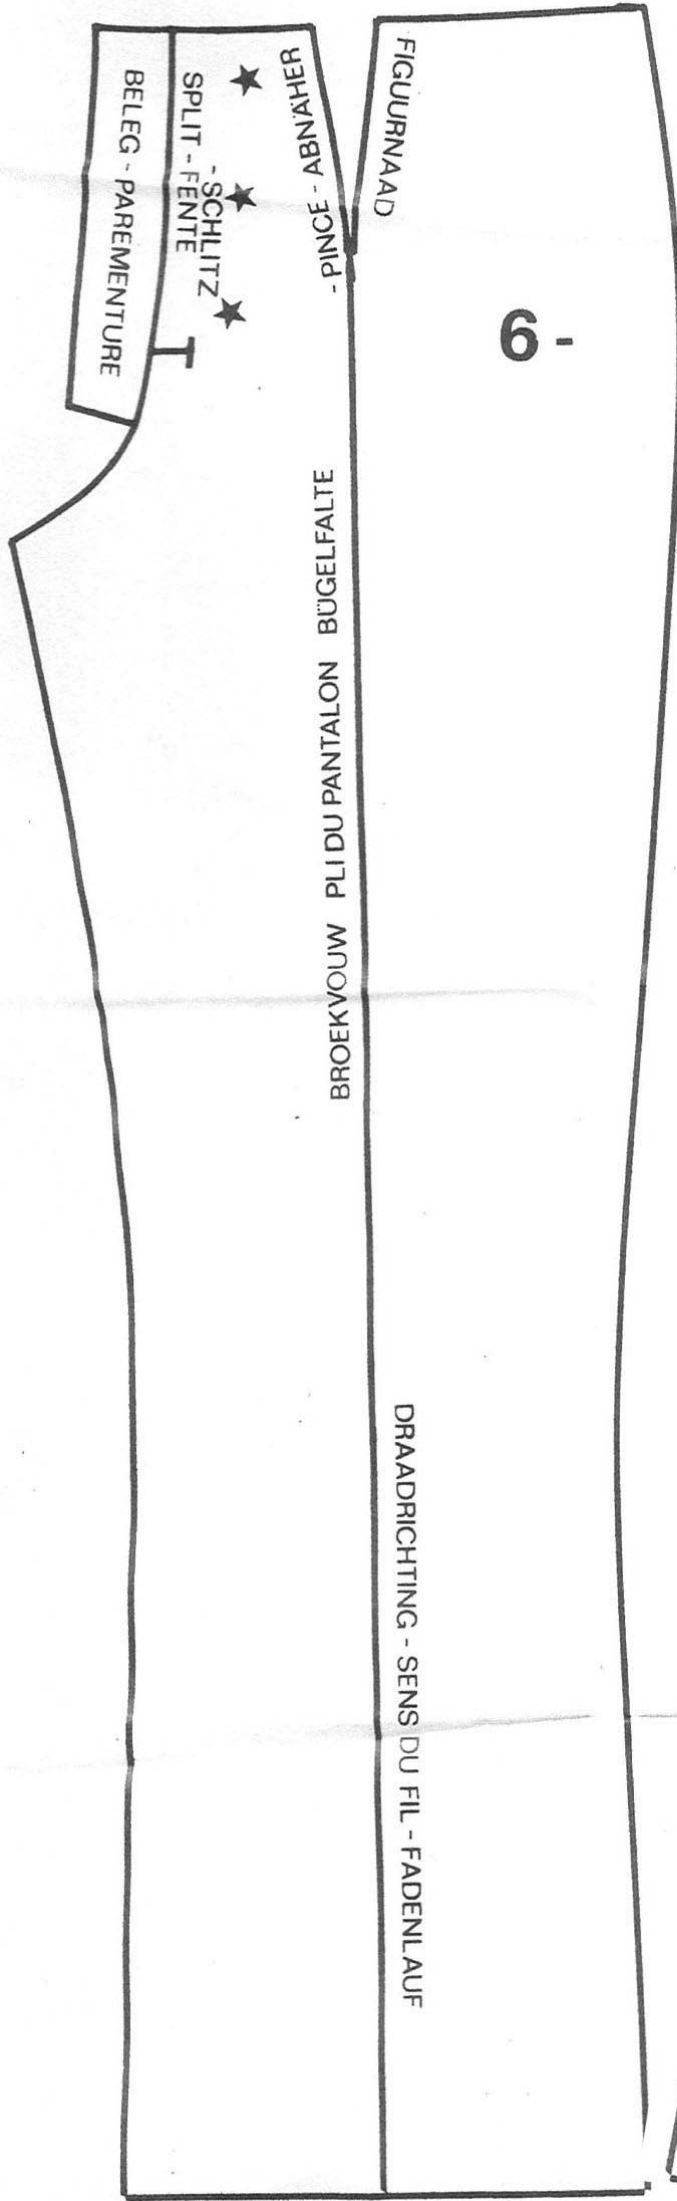 FIGUURNAAD
- PINCE - ABNÄHER
- SCHLITZ
SPLIT - FENTE
BELEG - PAREMENTURE
6 -
BROEKVOUW PLI DU PANTALON BÜGELFALTE
DRAADRICHTING - SENS DU FIL - FADENLAUF